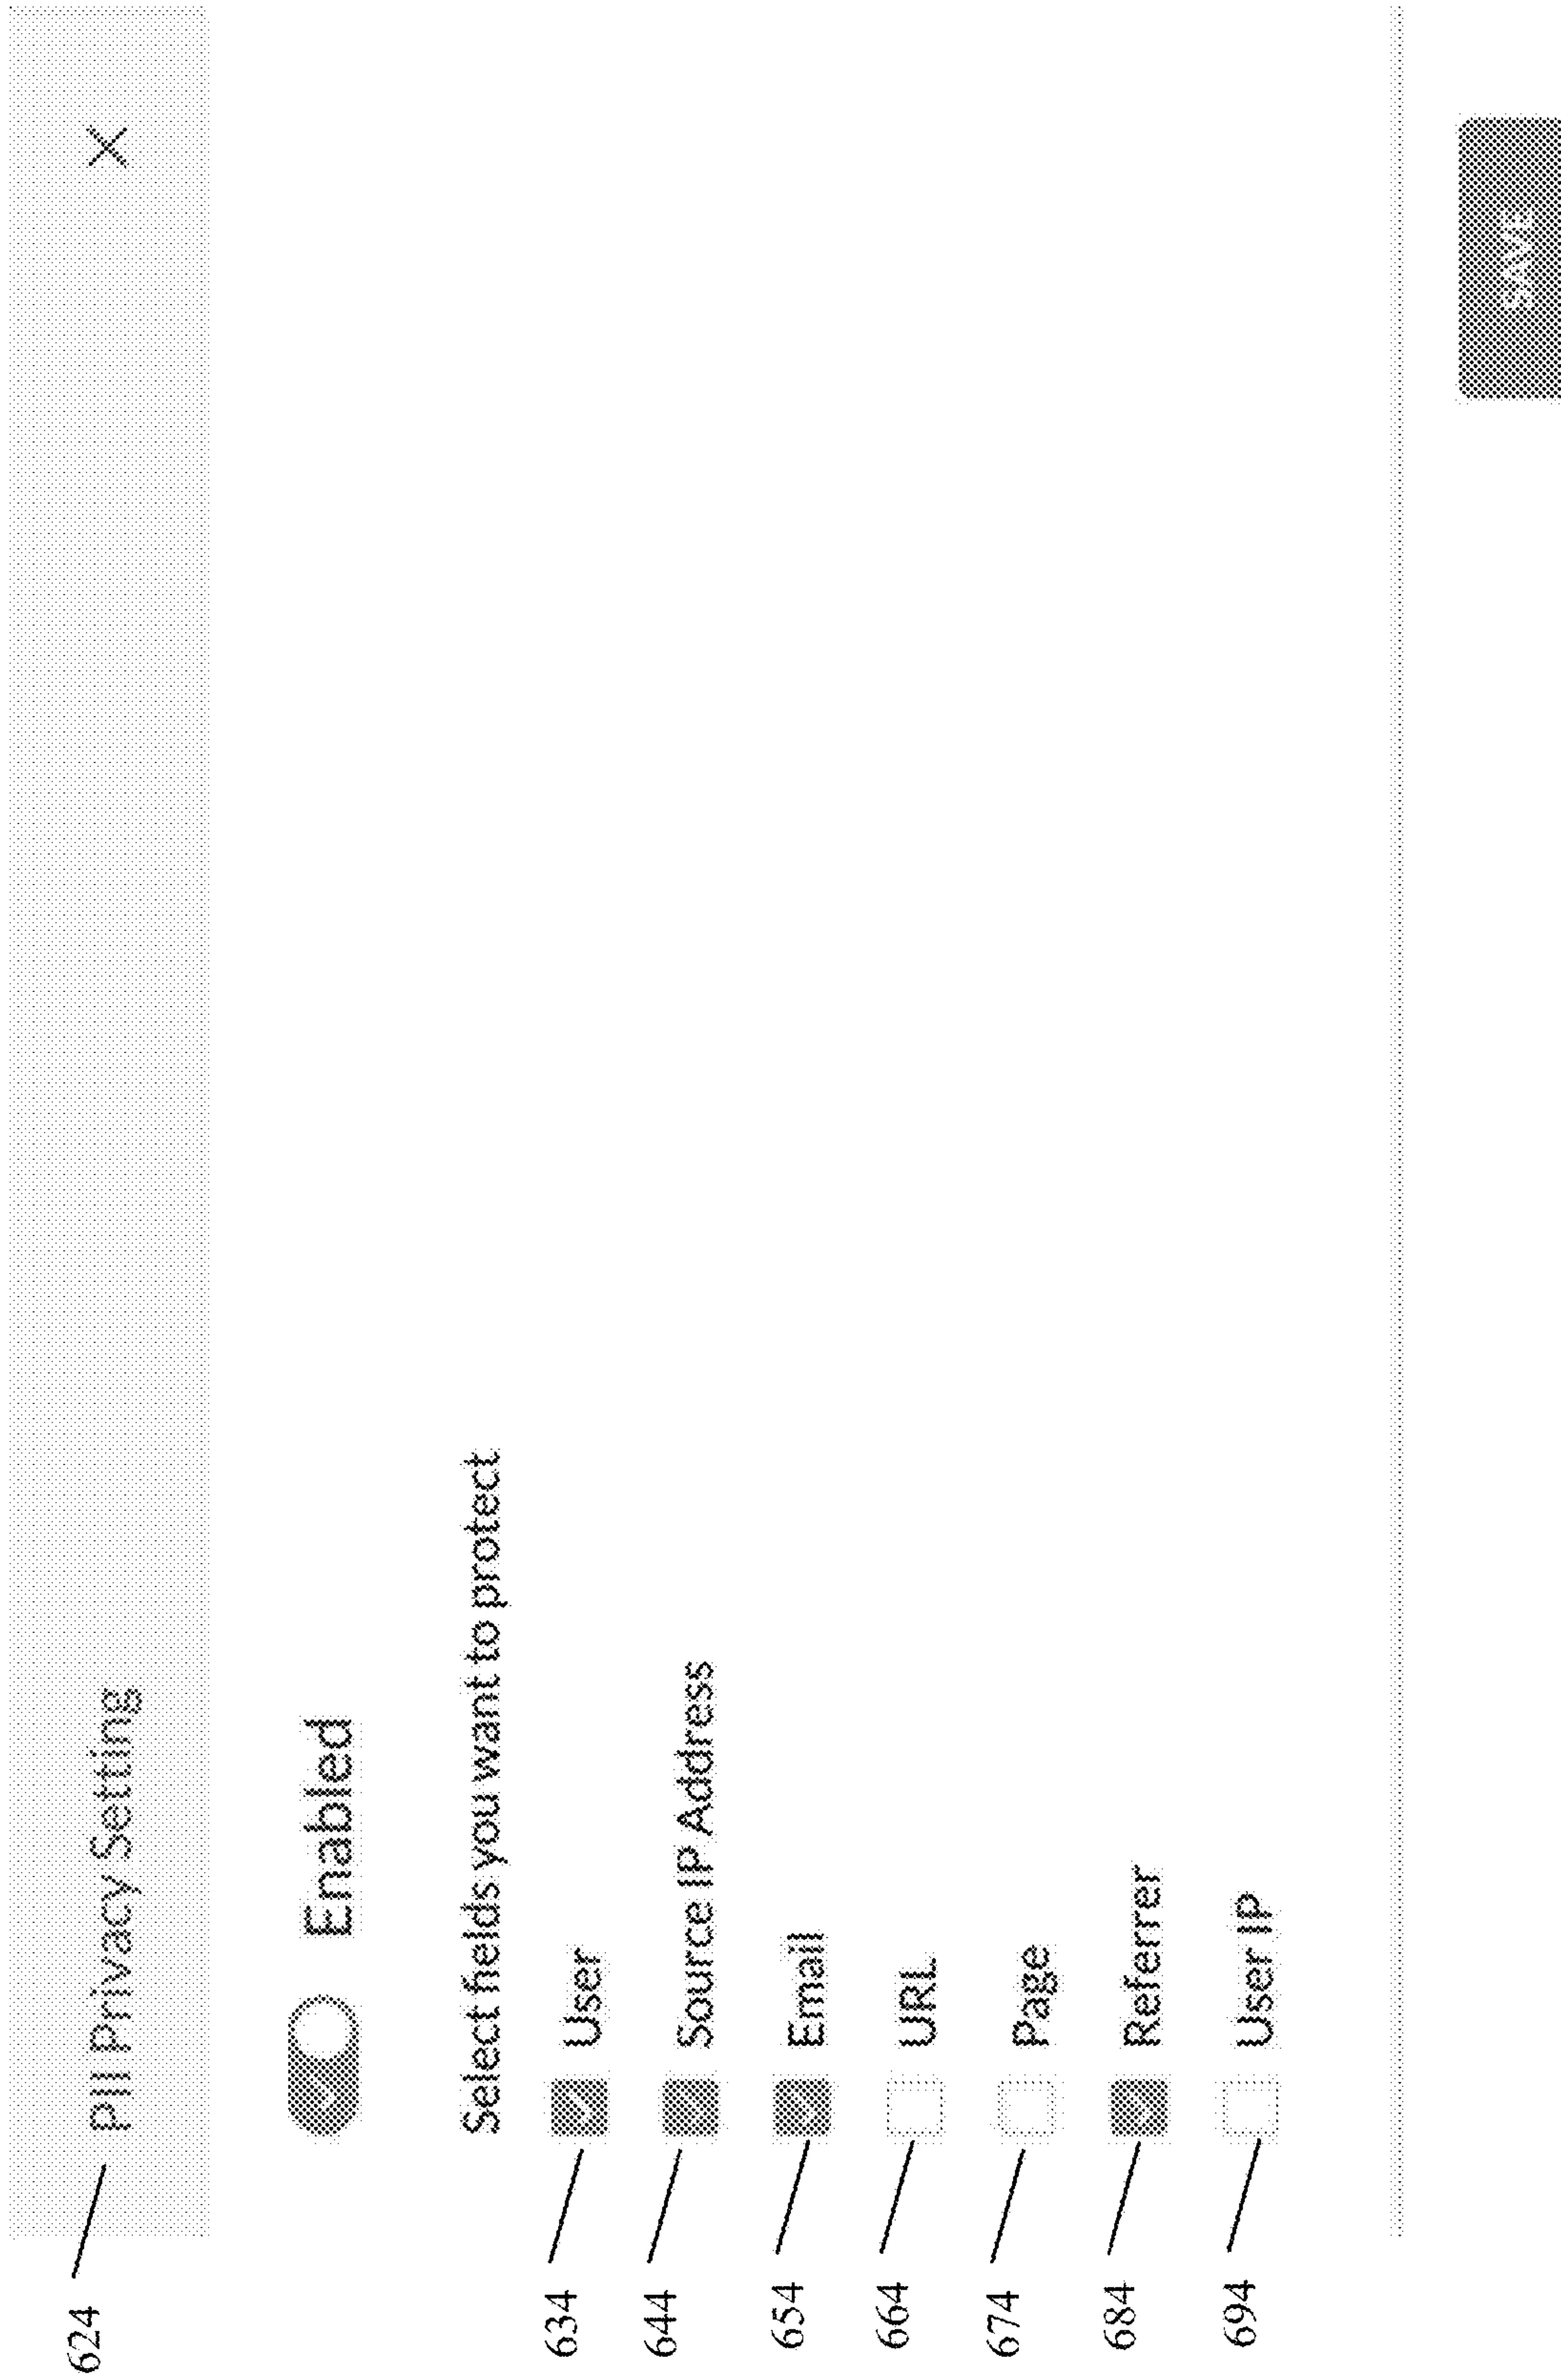 624 PII Privacy Setting X
Enabled
Select fields you want to protect
634 User
644 Source IP Address
654 Email
664 URL
674 Page
684 Referrer
694 User IP
SAVE